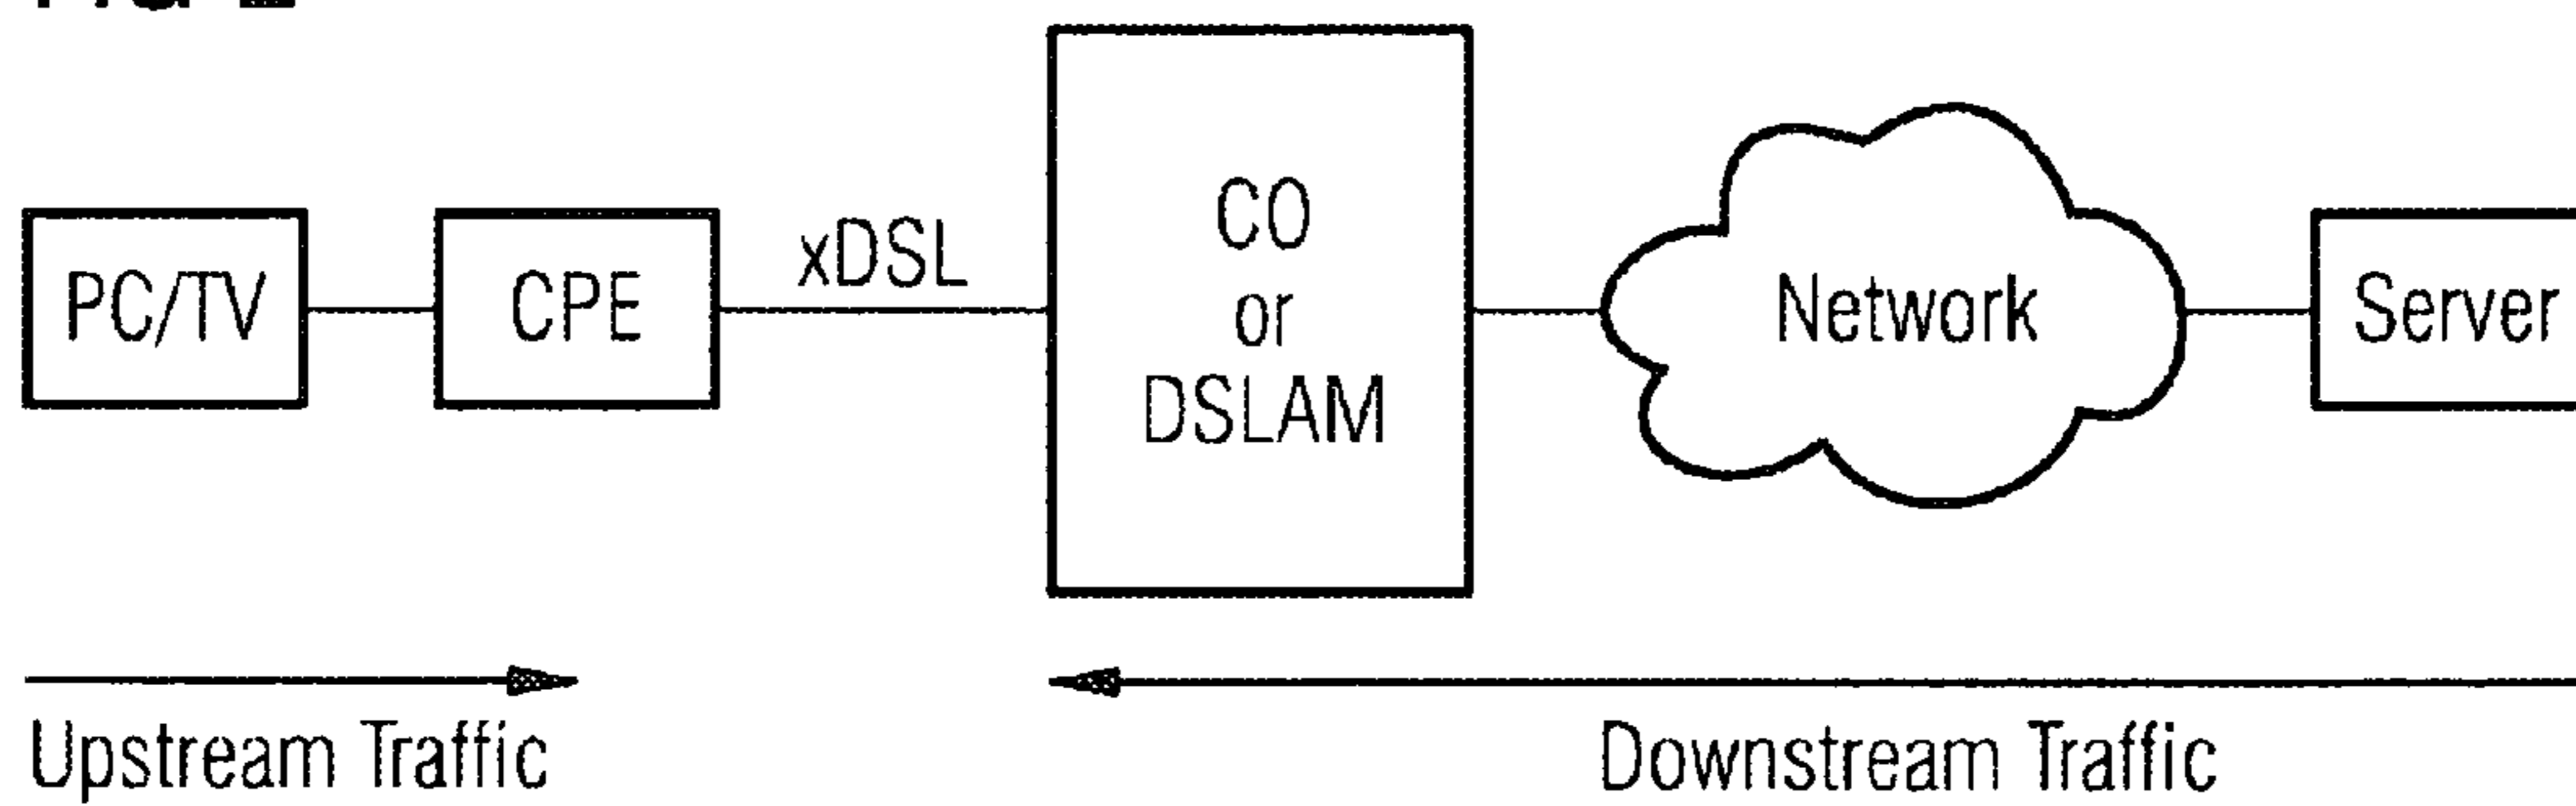 PC/TV
CPE
xDSL
CO
or
DSLAM
Network
Server
Upstream Traffic
Downstream Traffic